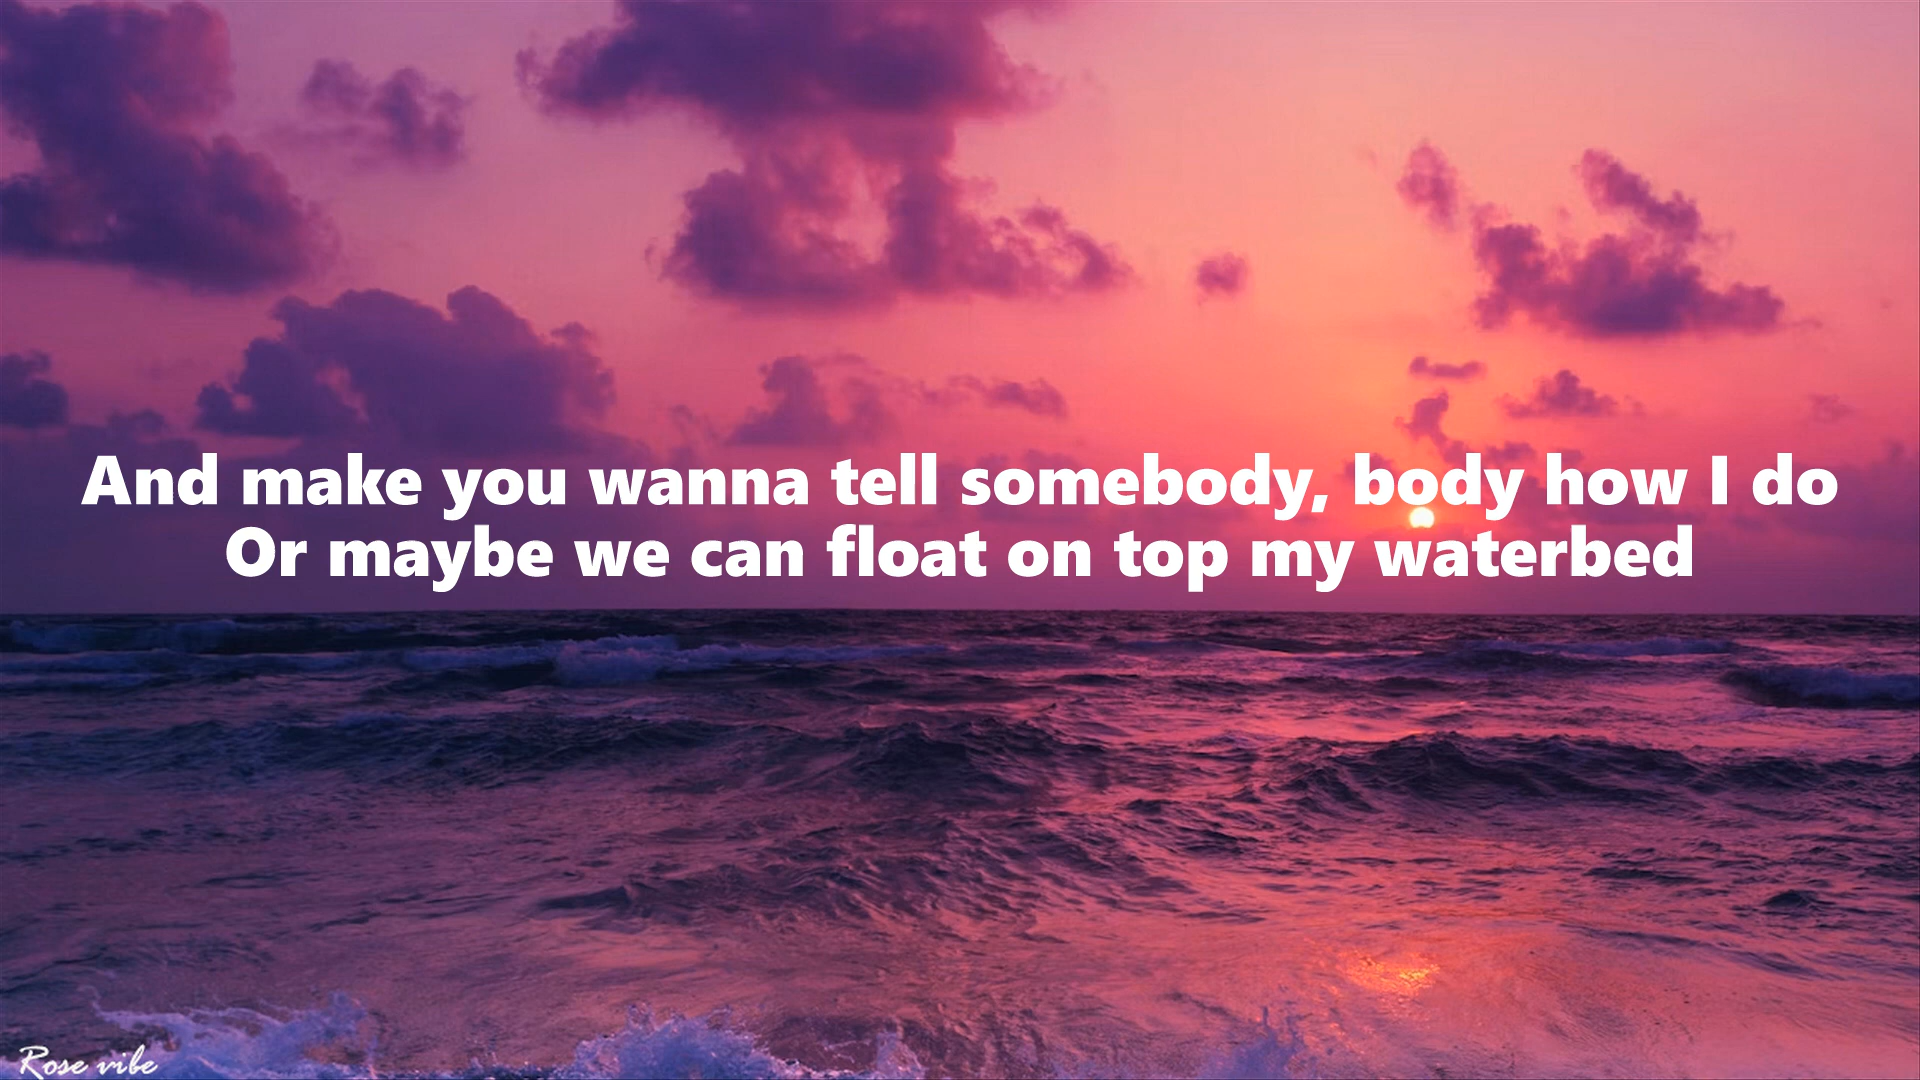 And make you wanna tell somebody, body how I do
Or maybe we can float on top my waterbed
Rose vibe